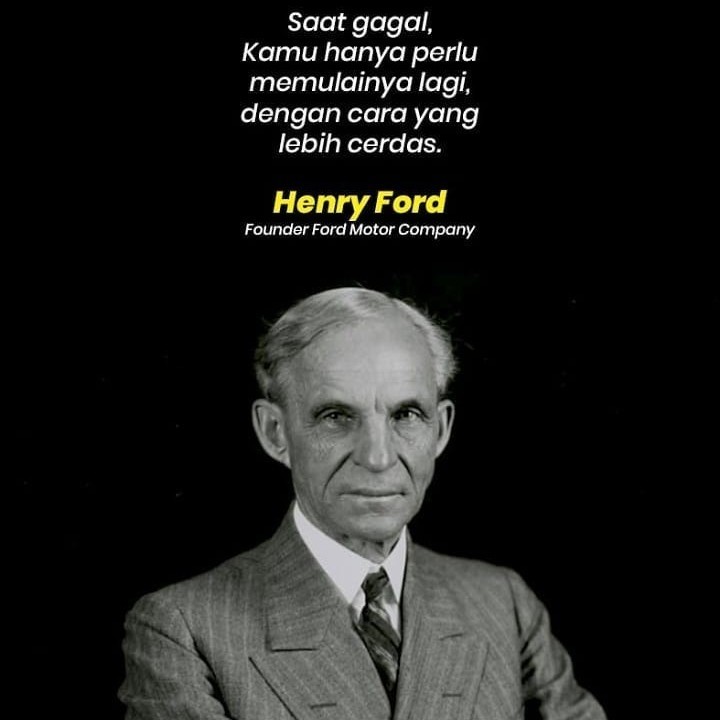 Saat gagal,
Kamu hanya perlu
memulainya lagi,
dengan cara yang
lebih cerdas.
Henry Ford
Founder Ford Motor Company